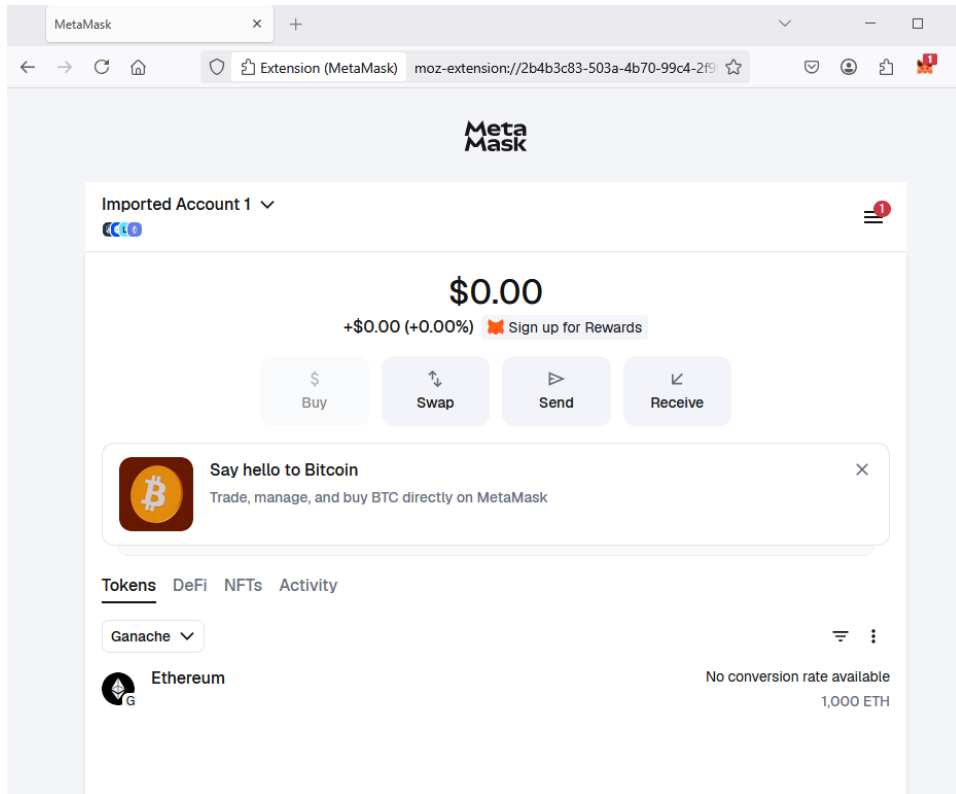 MetaMask
Extension (MetaMask) moz-extension://2b4b3c83-503a-4b70-99c4-2f9
1
Meta
Mask
Imported Account 1
1
$0.00
+$0.00 (+0.00%) Sign up for Rewards
$
Buy Swap Send Receive
Say hello to Bitcoin
Trade, manage, and buy BTC directly on MetaMask
Tokens DeFi NFTs Activity
Ganache
Ethereum No conversion rate available
G 1,000 ETH